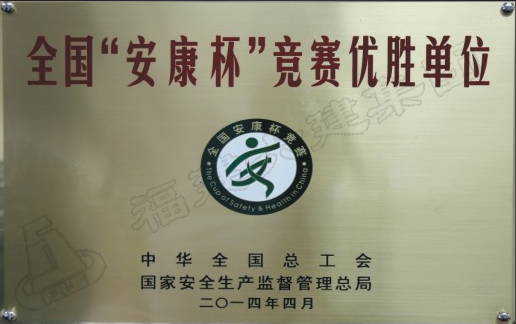 全国“安康杯”竞赛优胜单位
全国安康杯竞赛
The Cup of Safety & Health in China
中华全国总工会
国家安全生产监督管理总局
二〇一四年四月